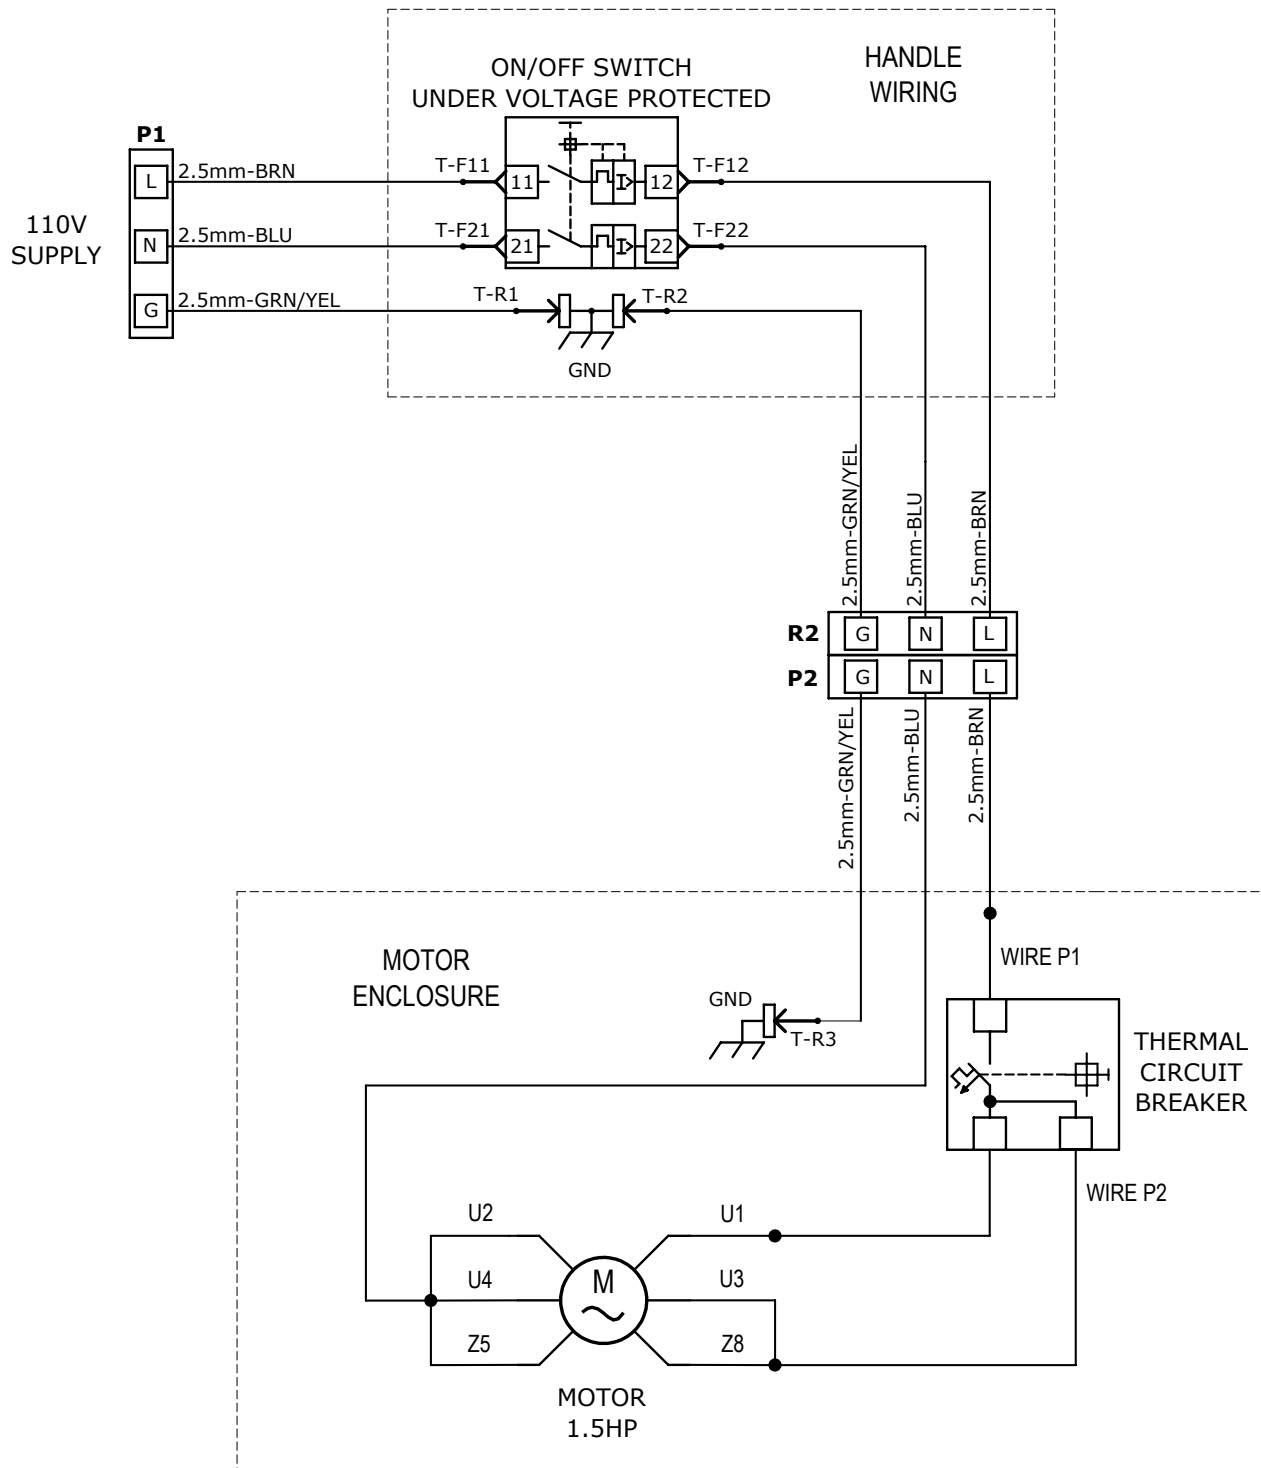 HANDLE
WIRING
ON/OFF SWITCH
UNDER VOLTAGE PROTECTED
P1
L
2.5mm-BRN
T-F11
11
12
T-F12
110V
SUPPLY
N
2.5mm-BLU
T-F21
21
22
T-F22
G
2.5mm-GRN/YEL
T-R1
T-R2
GND
2.5mm-GRN/YEL
2.5mm-BLU
2.5mm-BRN
R2
G
N
L
P2
G
N
L
2.5mm-GRN/YEL
2.5mm-BLU
2.5mm-BRN
MOTOR
ENCLOSURE
WIRE P1
GND
T-R3
THERMAL
CIRCUIT
BREAKER
WIRE P2
U2
U1
U4
M
U3
Z5
Z8
MOTOR
1.5HP